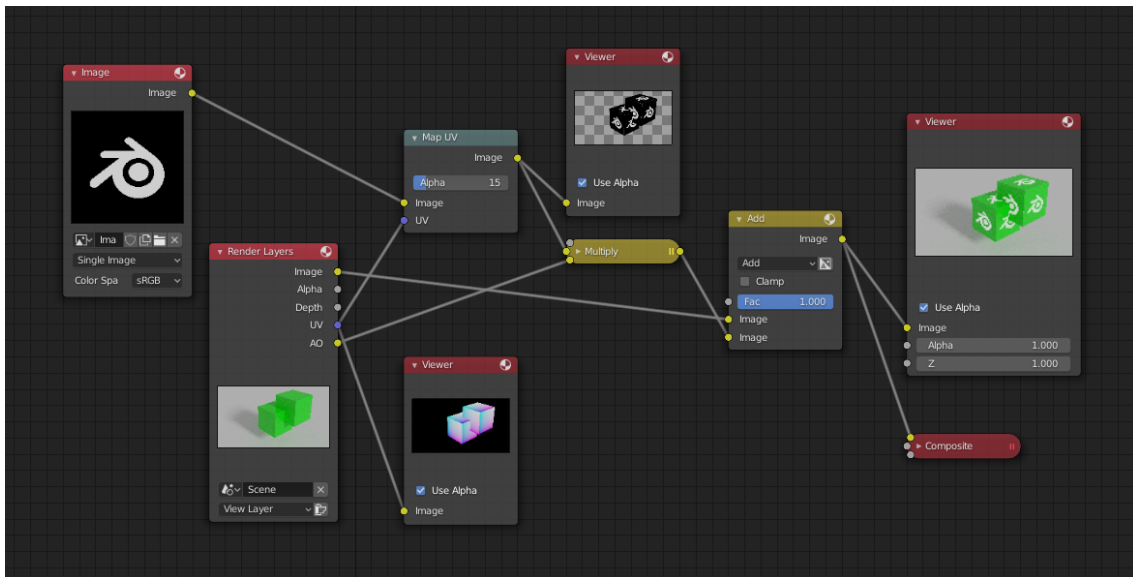 Image
Image
Ima
Single Image
Color Spa sRGB
Render Layers
Image
Alpha
Depth
UV
AO
Scene
View Layer
Map UV
Image
Alpha 15
Image
UV
Viewer
Use Alpha
Image
Viewer
Use Alpha
Image
Multiply
Add
Image
Add
Clamp
Fac 1.000
Image
Image
Viewer
Use Alpha
Image
Alpha 1.000
Z 1.000
Composite